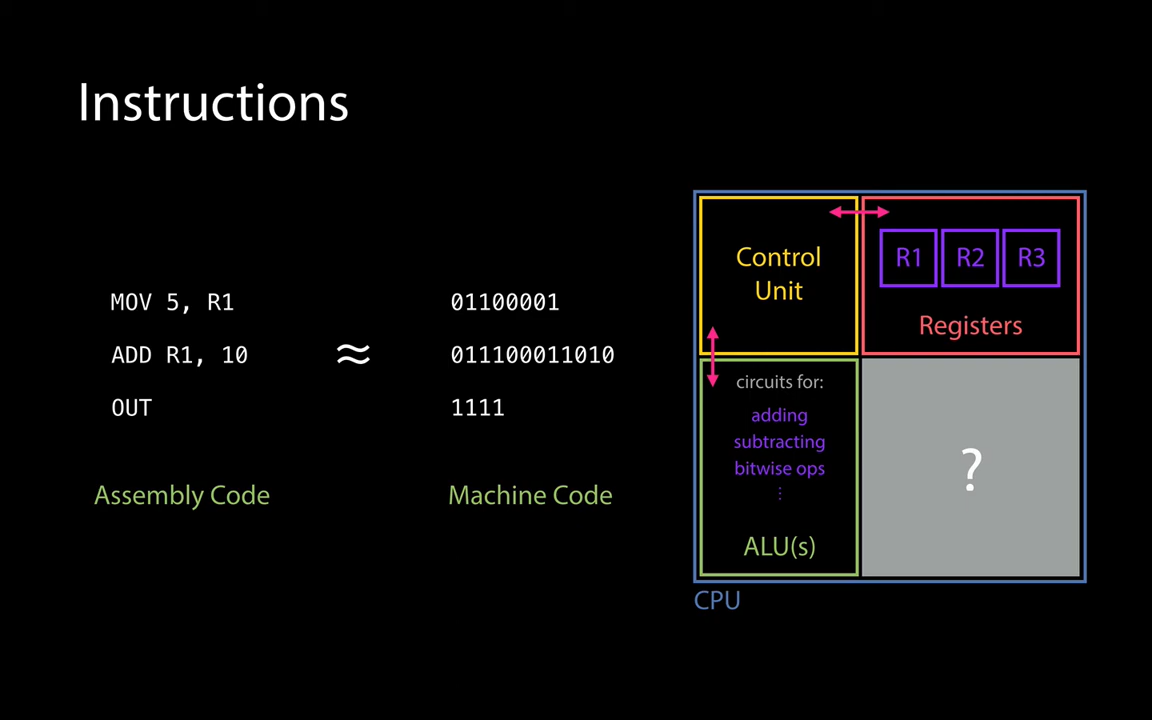 Instructions
MOV 5, R1
ADD R1, 10
OUT
Assembly Code
≈
01100001
011100011010
1111
Machine Code
Control
Unit
R1 R2 R3
Registers
circuits for:
adding
subtracting
bitwise ops
⋮
ALU(s)
?
CPU